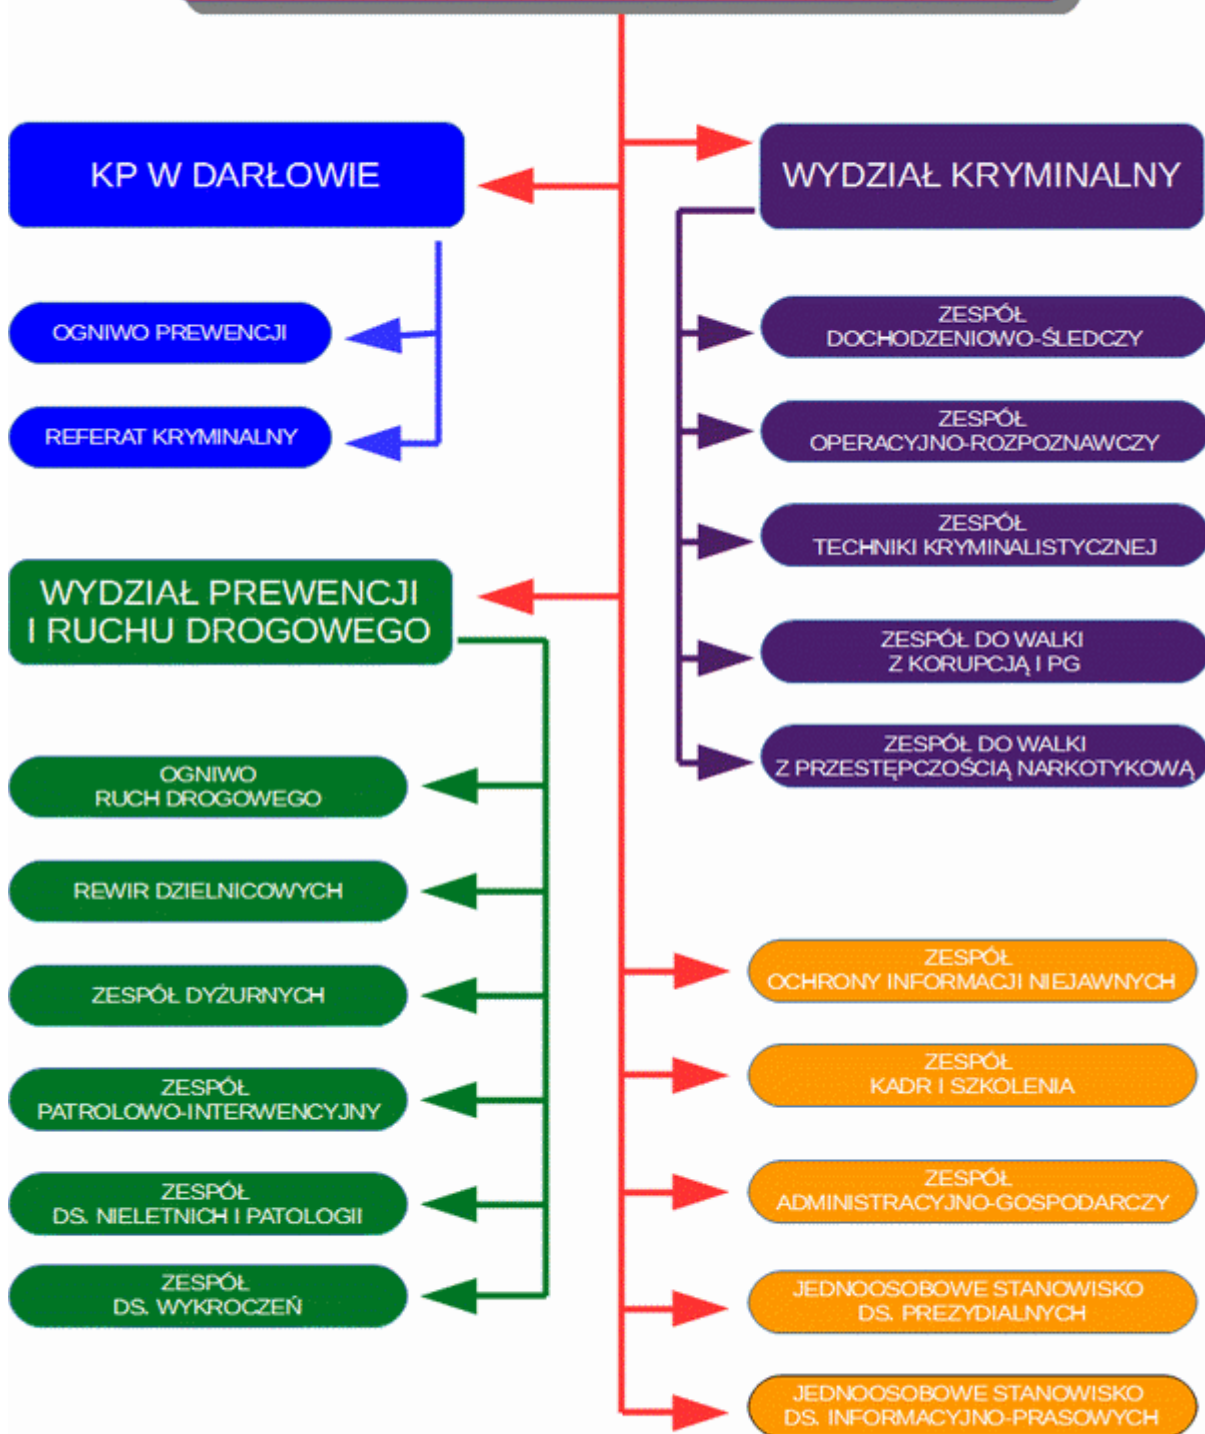 KP W DARŁOWIE
OGNIWO PREWENCJI
REFERAT KRYMINALNY
WYDZIAŁ PREWENCJI
I RUCHU DROGOWEGO
OGNIWO
RUCH DROGOWEGO
REWIR DZIELNICOWYCH
ZESPÓŁ DYŻURNYCH
ZESPÓŁ
PATROLOWO-INTERWENCYJNY
ZESPÓŁ
DS. NIELETNICH I PATOLOGII
ZESPÓŁ
DS. WYKROCZEŃ
WYDZIAŁ KRYMINALNY
ZESPÓŁ
DOCHODZENIOWO-ŚLEDCZY
ZESPÓŁ
OPERACYJNO-ROZPOZNAWCZY
ZESPÓŁ
TECHNIKI KRYMINALISTYCZNEJ
ZESPÓŁ DO WALKI
Z KORUPCJĄ I PG
ZESPÓŁ DO WALKI
Z PRZESTĘPCZOŚCIĄ NARKOTYKOWĄ
ZESPÓŁ
OCHRONY INFORMACJI NIEJAWNYCH
ZESPÓŁ
KADR I SZKOLENIA
ZESPÓŁ
ADMINISTRACYJNO-GOSPODARCZY
JEDNOOSOBOWE STANOWISKO
DS. PREZYDIALNYCH
JEDNOOSOBOWE STANOWISKO
DS. INFORMACYJNO-PRASOWYCH